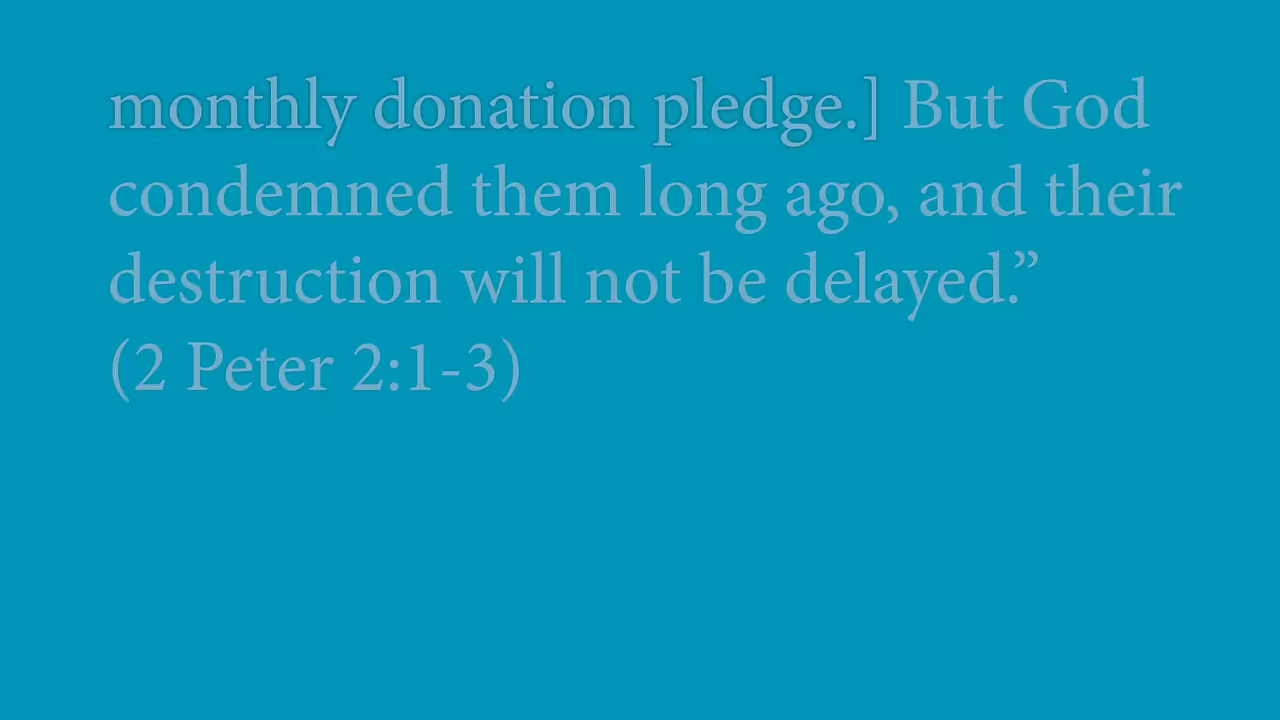 monthly donation pledge.] But God
condemned them long ago, and their
destruction will not be delayed.”
(2 Peter 2:1-3)